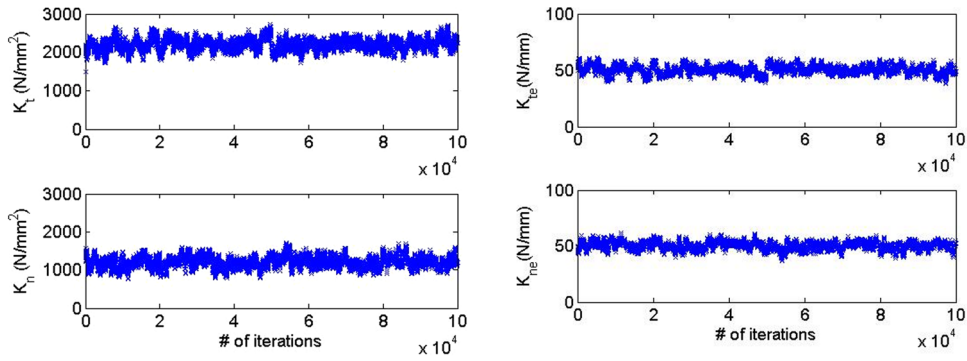 K_t (N/mm^2)
3000
2000
1000
0
0 2 4 6 8 10
x 10^4
K_te (N/mm)
100
50
0
0 2 4 6 8 10
x 10^4
K_n (N/mm^2)
3000
2000
1000
0
0 2 4 6 8 10
# of iterations
x 10^4
K_ne(N/mm)
100
50
0
0 2 4 6 8 10
# of iterations
x 10^4